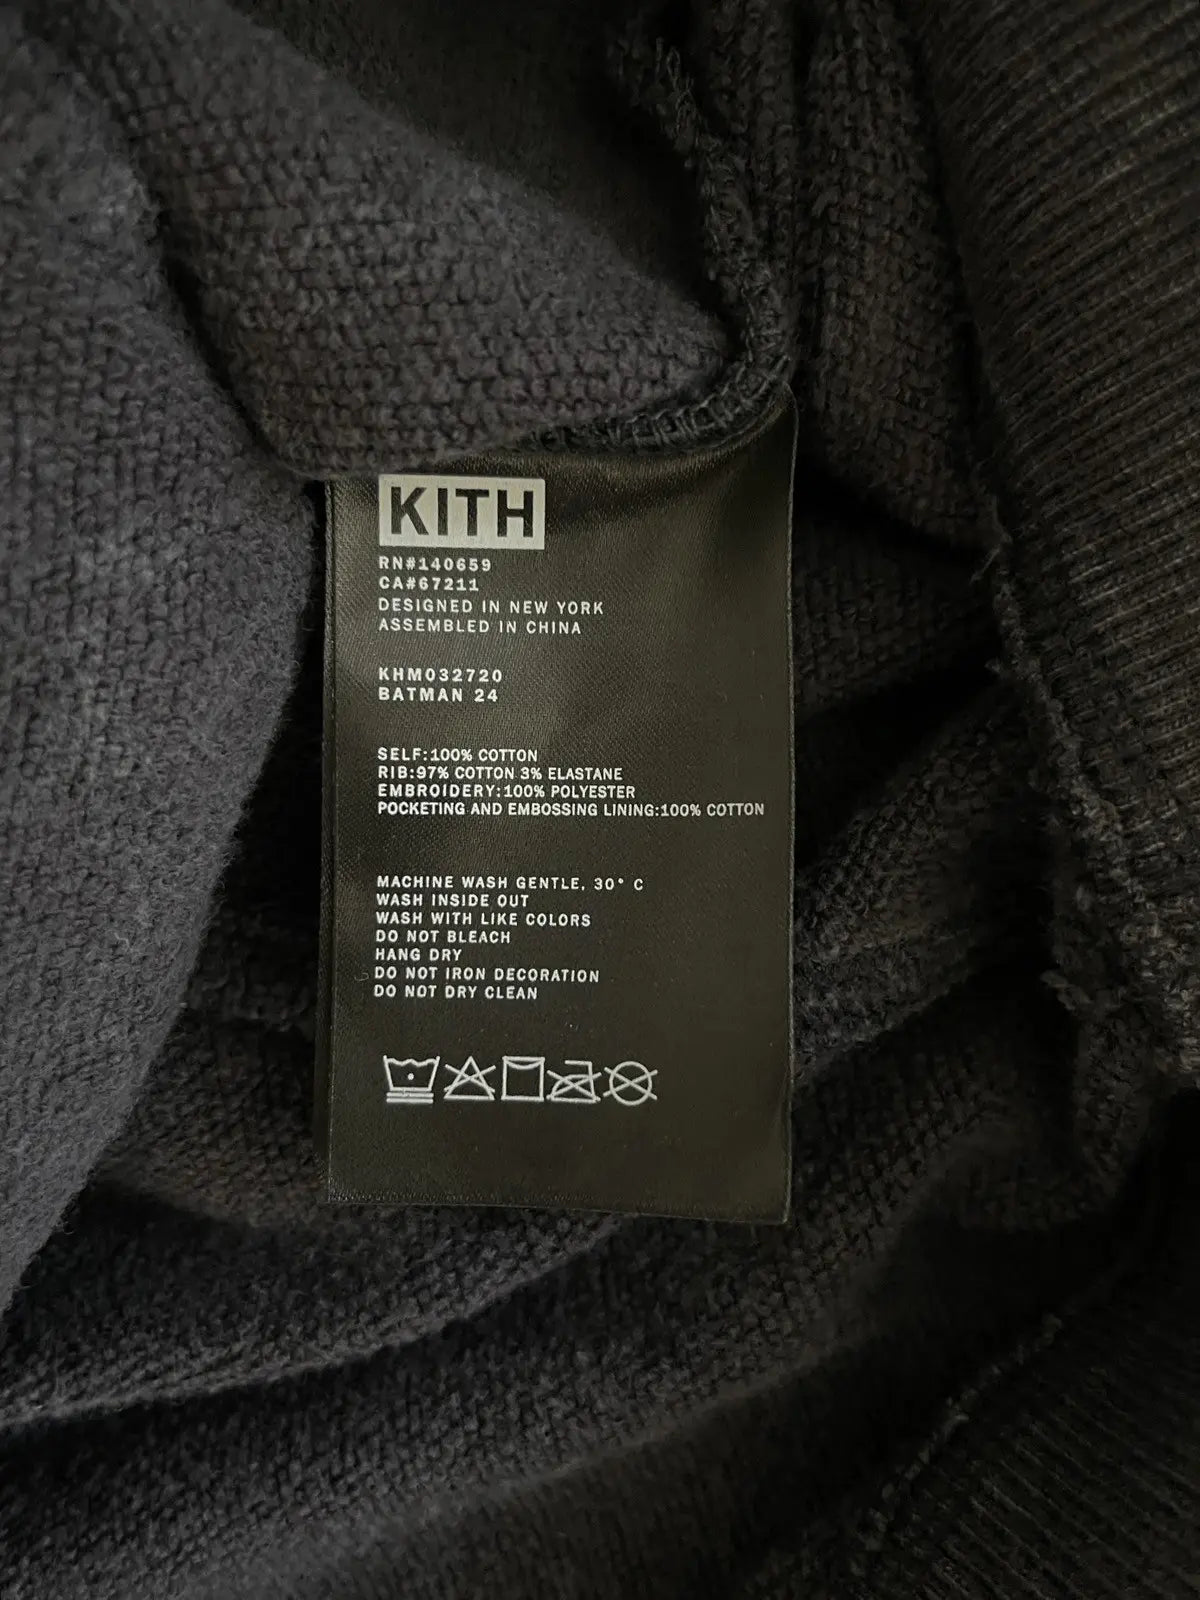 KITH
RN#140659
CA#67211
DESIGNED IN NEW YORK
ASSEMBLED IN CHINA
KHM032720
BATMAN 24
SELF:100% COTTON
RIB:97% COTTON 3% ELASTANE
EMBROIDERY:100% POLYESTER
POCKETING AND EMBOSSING LINING:100% COTTON
MACHINE WASH GENTLE, 30° C
WASH INSIDE OUT
WASH WITH LIKE COLORS
DO NOT BLEACH
HANG DRY
DO NOT IRON DECORATION
DO NOT DRY CLEAN